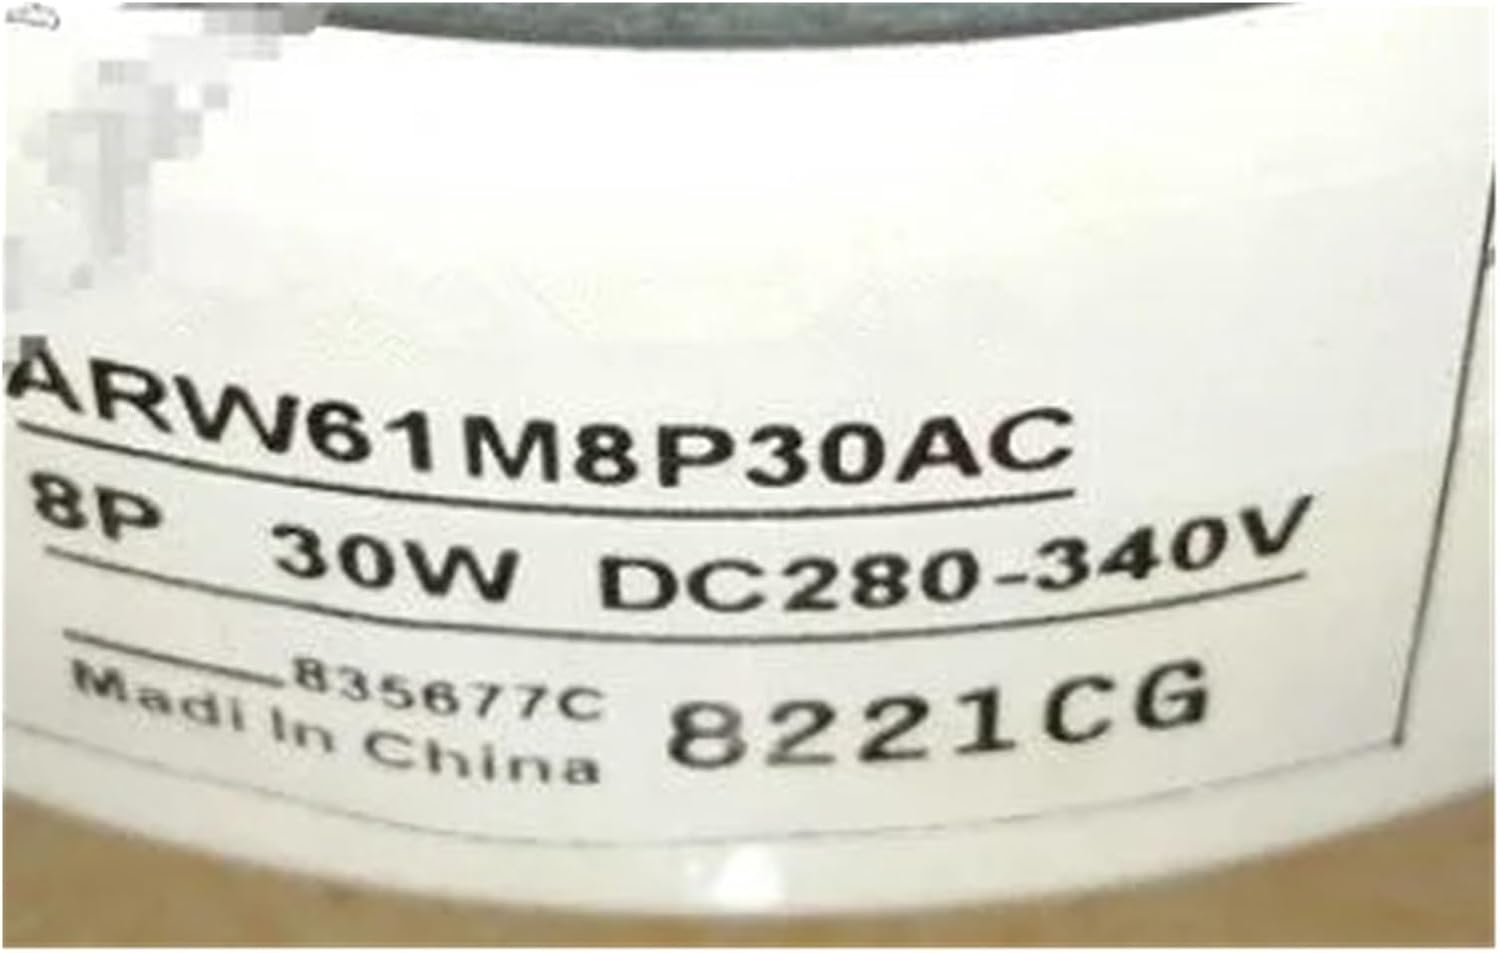 ARW61M8P30AC
8P 30W DC280-340V
835677C
Madi In China
8221CG